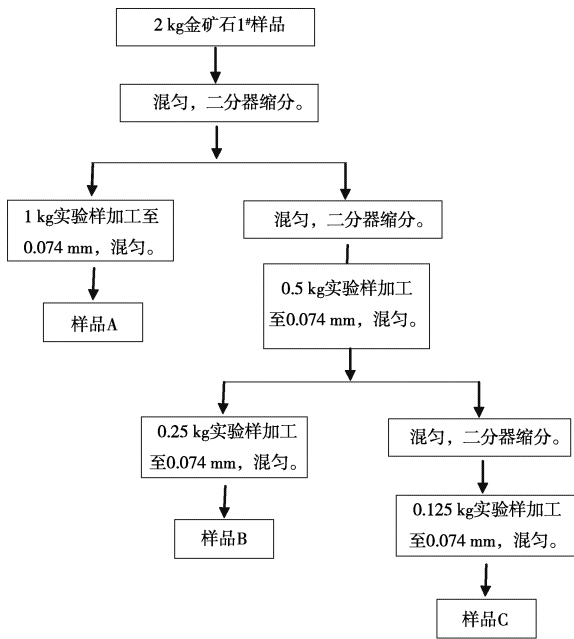 2 kg金矿石1#样品
混匀，二分器缩分。
1 kg实验样加工至
0.074 mm，混匀。
混匀，二分器缩分。
样品A
0.5 kg实验样加工
至0.074 mm，混匀。
0.25 kg实验样加工
至0.074 mm，混匀。
混匀，二分器缩分。
样品B
0.125 kg实验样加工
至0.074 mm，混匀。
样品C